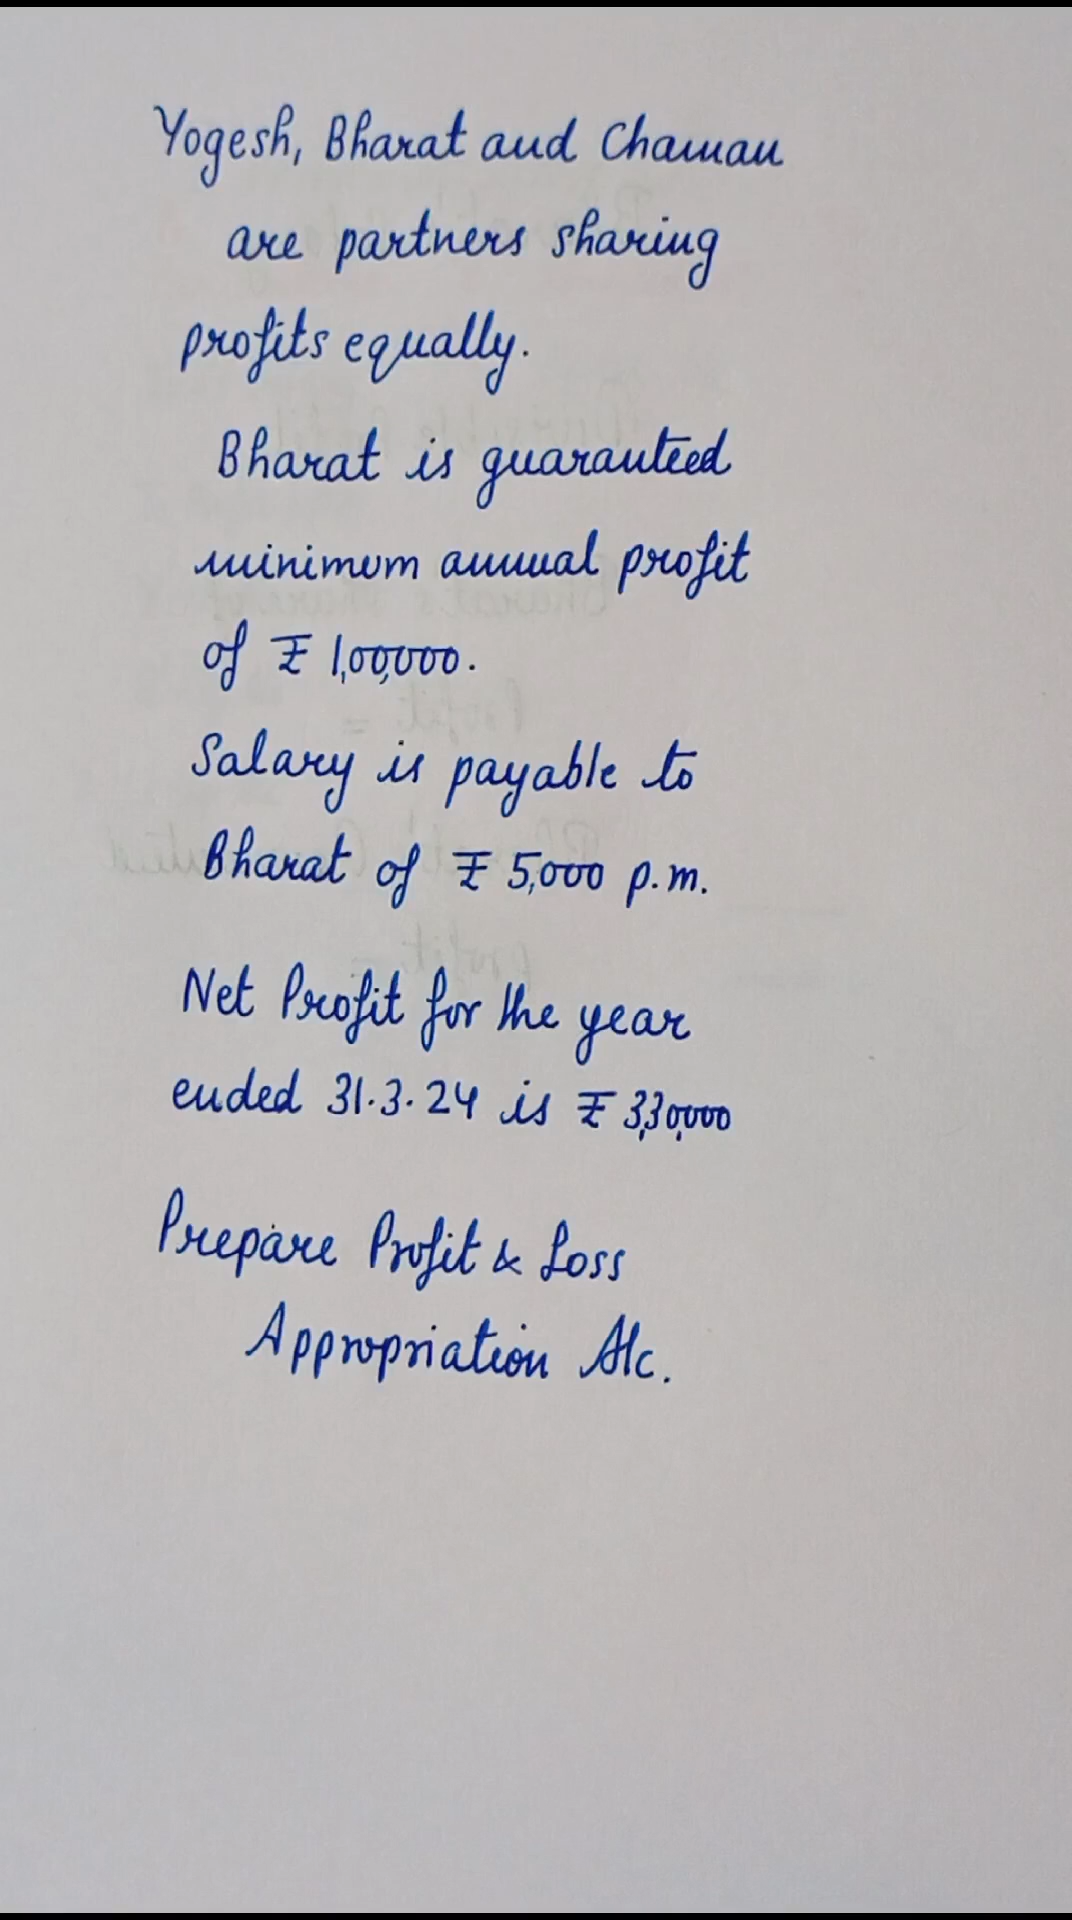 Yogesh, Bharat and Chaman
are partners sharing
profits equally.
Bharat is guaranteed
minimum annual profit
of ₹ 1,00,000.
Salary is payable to
Bharat of ₹ 5,000 p.m.
Net Profit for the year
ended 31.3.24 is ₹ 3,30,000
Prepare Profit & Loss
Appropriation A/c.